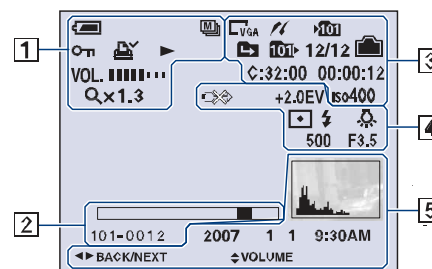 1
M
VGA
101
3
101 12/12
VOL.
×1.3
C:32:00 00:00:12
+2.0EV ISO400
4
500 F3.5
5
2
101-0012 2007 1 1 9:30AM
BACK/NEXT VOLUME